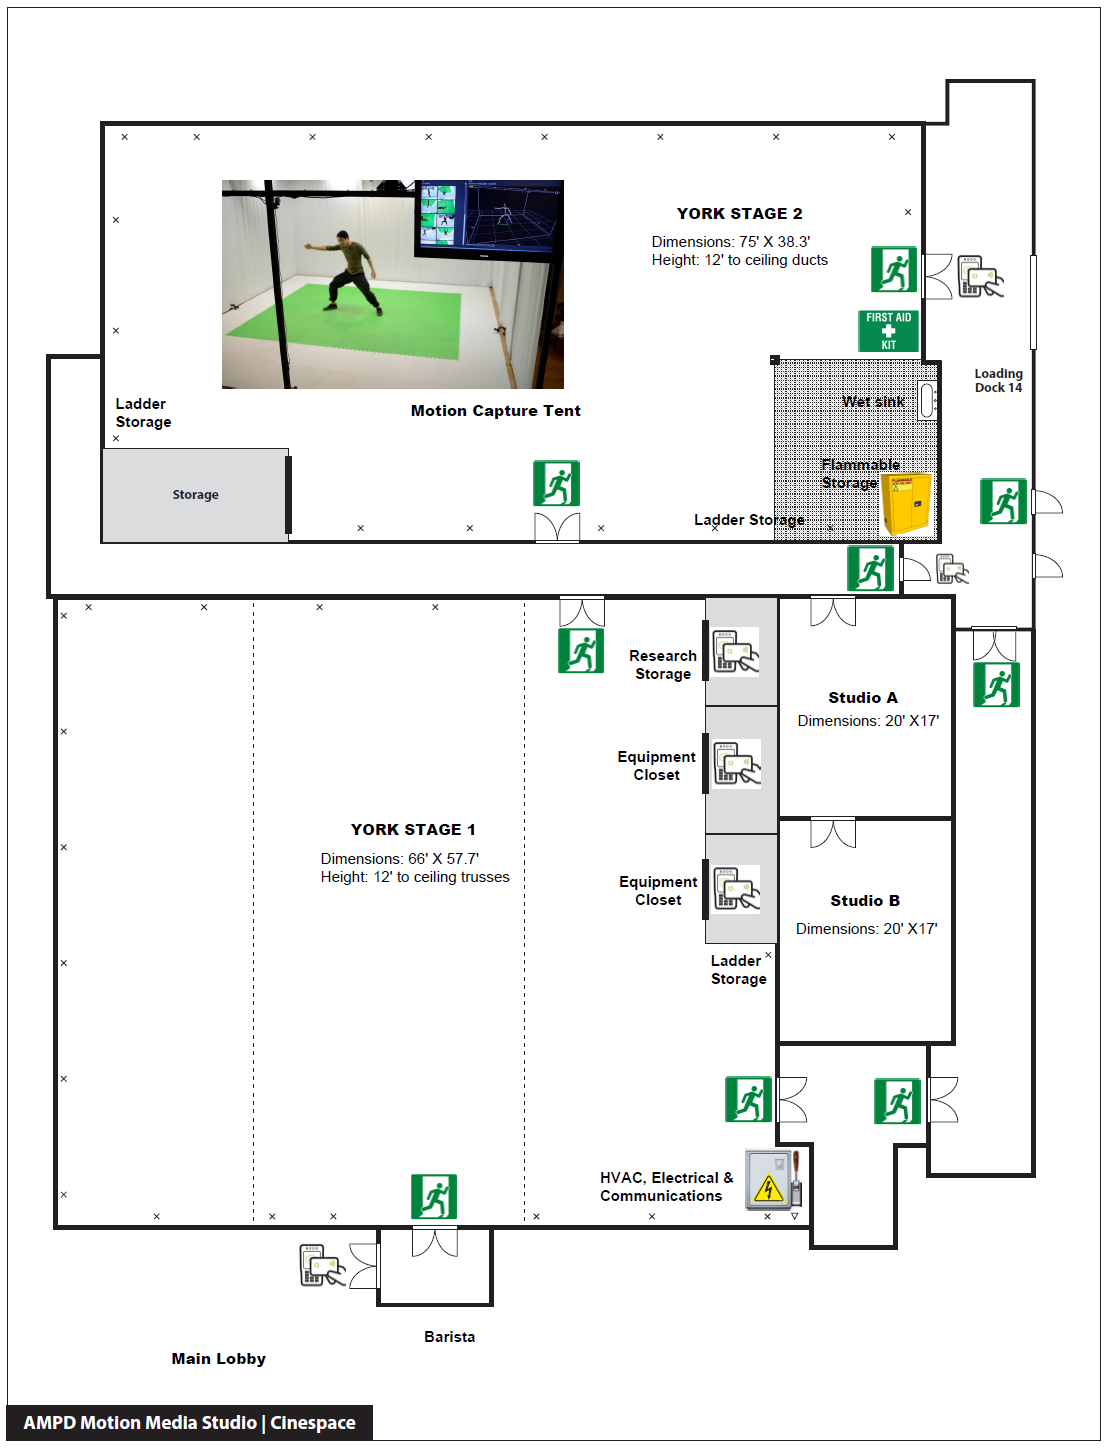 YORK STAGE 2
Dimensions: 75' X 38.3'
Height: 12' to ceiling ducts
FIRST AID
KIT
Loading
Dock 14
Ladder
Storage
Motion Capture Tent
Wet sink
Flammable
Storage
FLAMMABLE
Storage
Ladder Storage
Research
Storage
Studio A
Dimensions: 20' X17'
Equipment
Closet
YORK STAGE 1
Dimensions: 66' X 57.7'
Height: 12' to ceiling trusses
Equipment
Closet
Studio B
Dimensions: 20' X17'
Ladder
Storage
HVAC, Electrical &
Communications
Barista
Main Lobby
AMPD Motion Media Studio | Cinespace